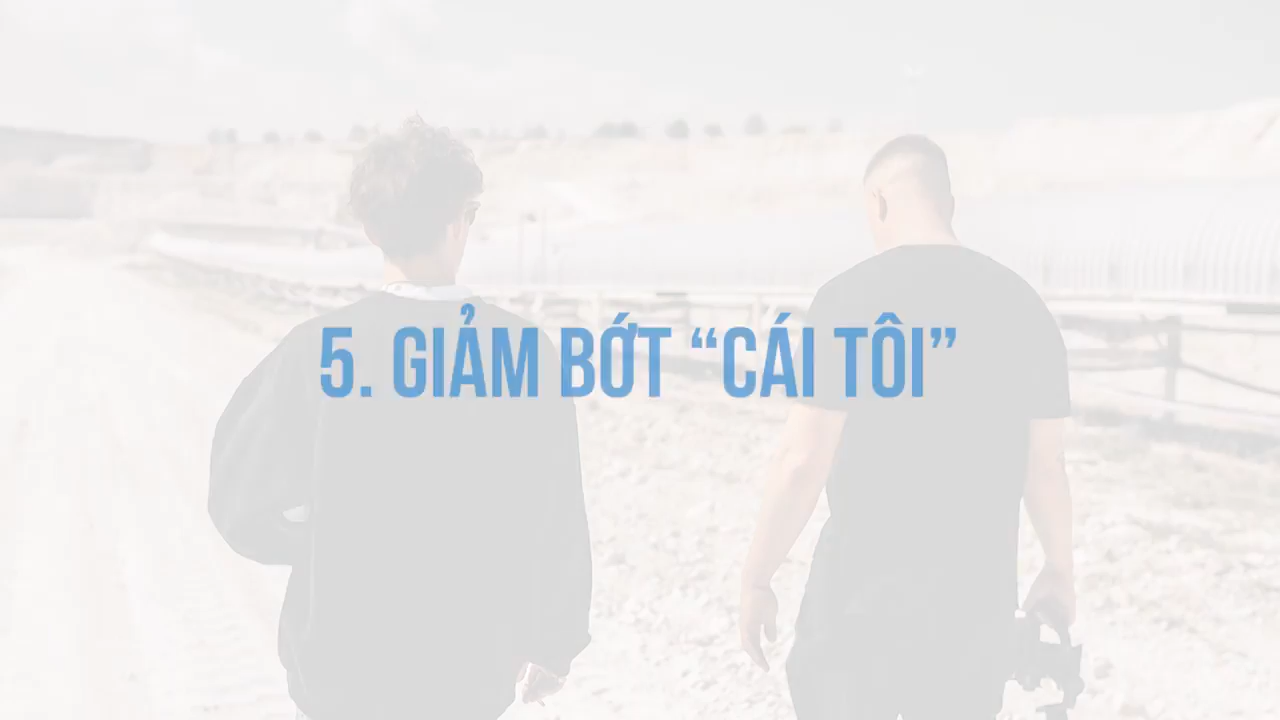 5. GIẢM BỚT “CÁI TÔI”